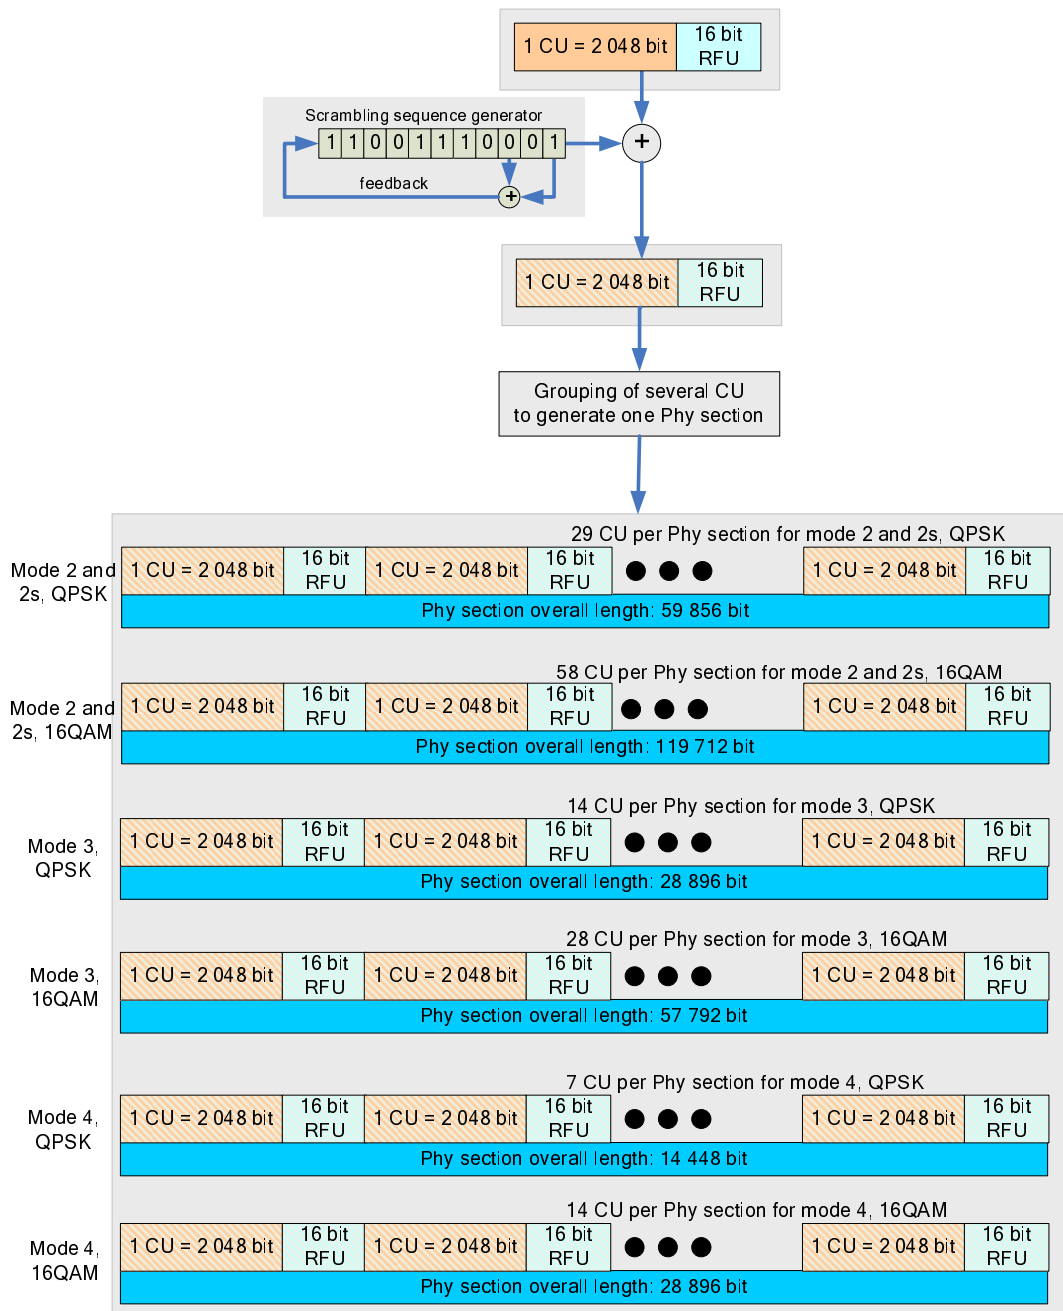 1 CU = 2 048 bit
16 bit
RFU
Scrambling sequence generator
1 1 0 0 1 1 1 0 0 0 1
+
feedback
+
1 CU = 2 048 bit
16 bit
RFU
Grouping of several CU
to generate one Phy section
29 CU per Phy section for mode 2 and 2s, QPSK
Mode 2 and
2s, QPSK
1 CU = 2 048 bit
16 bit
RFU
1 CU = 2 048 bit
16 bit
RFU
1 CU = 2 048 bit
16 bit
RFU
Phy section overall length: 59 856 bit
58 CU per Phy section for mode 2 and 2s, 16QAM
Mode 2 and
2s, 16QAM
1 CU = 2 048 bit
16 bit
RFU
1 CU = 2 048 bit
16 bit
RFU
1 CU = 2 048 bit
16 bit
RFU
Phy section overall length: 119 712 bit
14 CU per Phy section for mode 3, QPSK
Mode 3,
QPSK
1 CU = 2 048 bit
16 bit
RFU
1 CU = 2 048 bit
16 bit
RFU
1 CU = 2 048 bit
16 bit
RFU
Phy section overall length: 28 896 bit
28 CU per Phy section for mode 3, 16QAM
Mode 3,
16QAM
1 CU = 2 048 bit
16 bit
RFU
1 CU = 2 048 bit
16 bit
RFU
1 CU = 2 048 bit
16 bit
RFU
Phy section overall length: 57 792 bit
7 CU per Phy section for mode 4, QPSK
Mode 4,
QPSK
1 CU = 2 048 bit
16 bit
RFU
1 CU = 2 048 bit
16 bit
RFU
1 CU = 2 048 bit
16 bit
RFU
Phy section overall length: 14 448 bit
14 CU per Phy section for mode 4, 16QAM
Mode 4,
16QAM
1 CU = 2 048 bit
16 bit
RFU
1 CU = 2 048 bit
16 bit
RFU
1 CU = 2 048 bit
16 bit
RFU
Phy section overall length: 28 896 bit